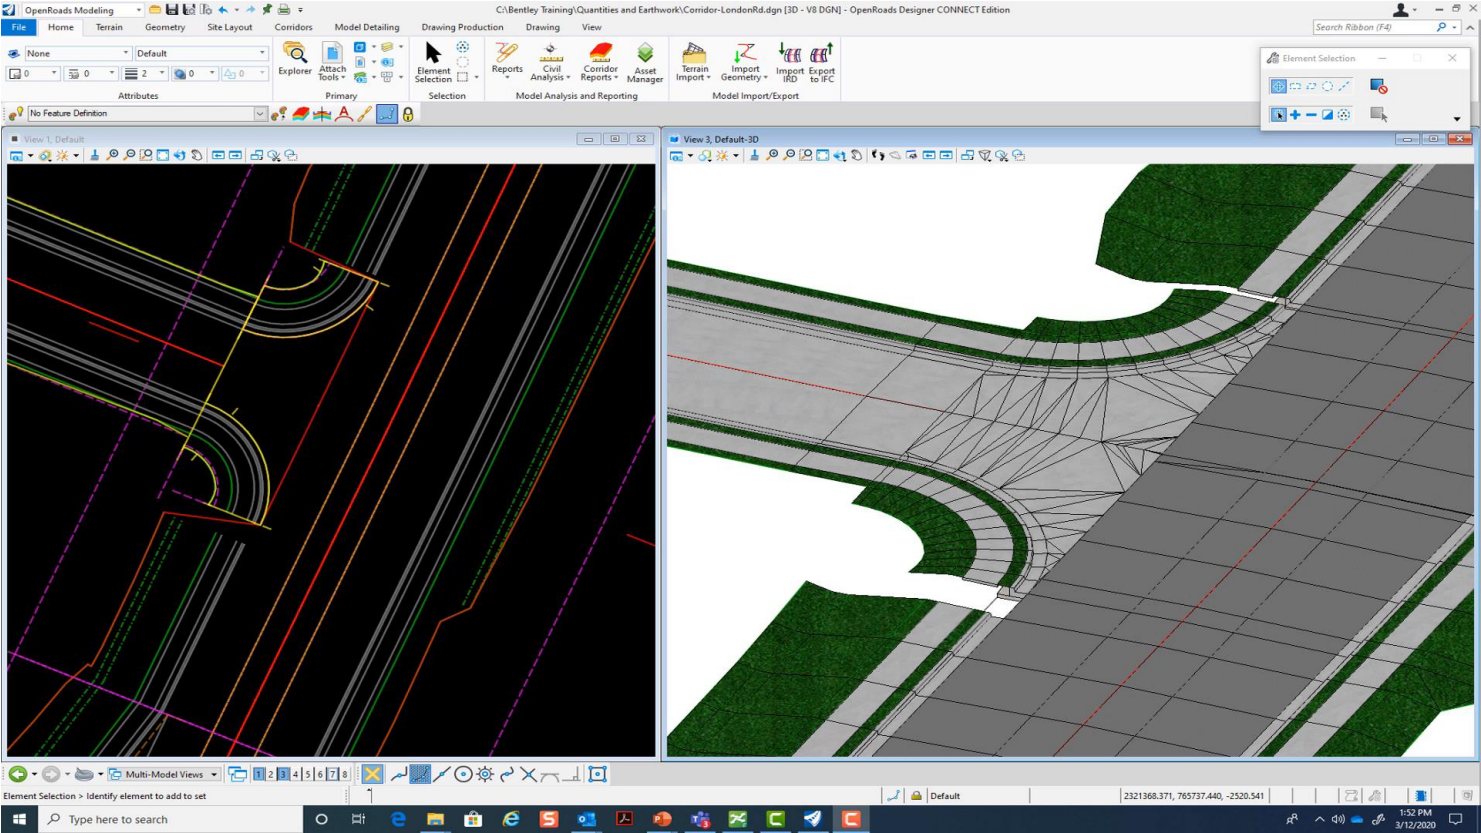 OpenRoads Modeling
C:\Bentley Training\Quantities and Earthwork\Corridor-LondonRd.dgn [3D - V8 DGN] - OpenRoads Designer CONNECT Edition
File Home Terrain Geometry Site Layout Corridors Model Detailing Drawing Production Drawing View
Search Ribbon (F4)
None Default
0 0 2 0 0
Explorer
Attach Tools
Element Selection
Reports
Civil Analysis
Corridor Reports
Asset Manager
Terrain Import
Import Geometry
Import IRD
Export to IFC
Attributes Primary Selection Model Analysis and Reporting Model Import/Export
Element Selection
No Feature Definition
View 1, Default
View 3, Default-3D
Multi-Model Views
1 2 3 4 5 6 7 8
Element Selection > Identify element to add to set
Default
2321368.371, 765737.440, -2520.541
Type here to search
1:52 PM
3/12/2020